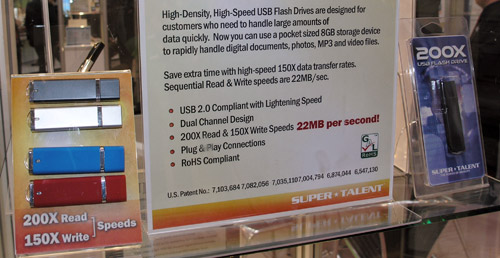 High-Density, High-Speed USB Flash Drives are designed for
customers who need to handle large amounts of
data quickly. Now you can use a pocket sized 8GB storage device
to rapidly handle digital documents, photos, MP3 and video files.
Save extra time with high-speed 150X data transfer rates.
Sequential Read & Write speeds are 22MB/sec.
USB 2.0 Compliant with Lightening Speed
Dual Channel Design
200X Read & 150X Write Speeds 22MB per second!
Plug & Play Connections
RoHS Compliant
U.S. Patent No.: 7,103,684 7,082,056 7,035,1107,004,794 6,874,044 6,547,130
SUPER TALENT
200X Read
150X Write
Speeds
200X
USB FLASH DRIVE